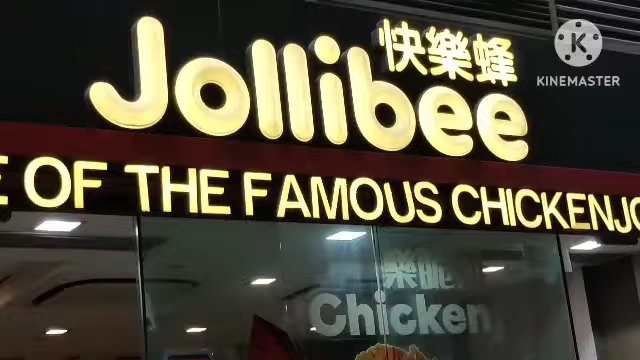 快樂蜂
Jollibee
KINEMASTER
E OF THE FAMOUS CHICKENJO
Chicken